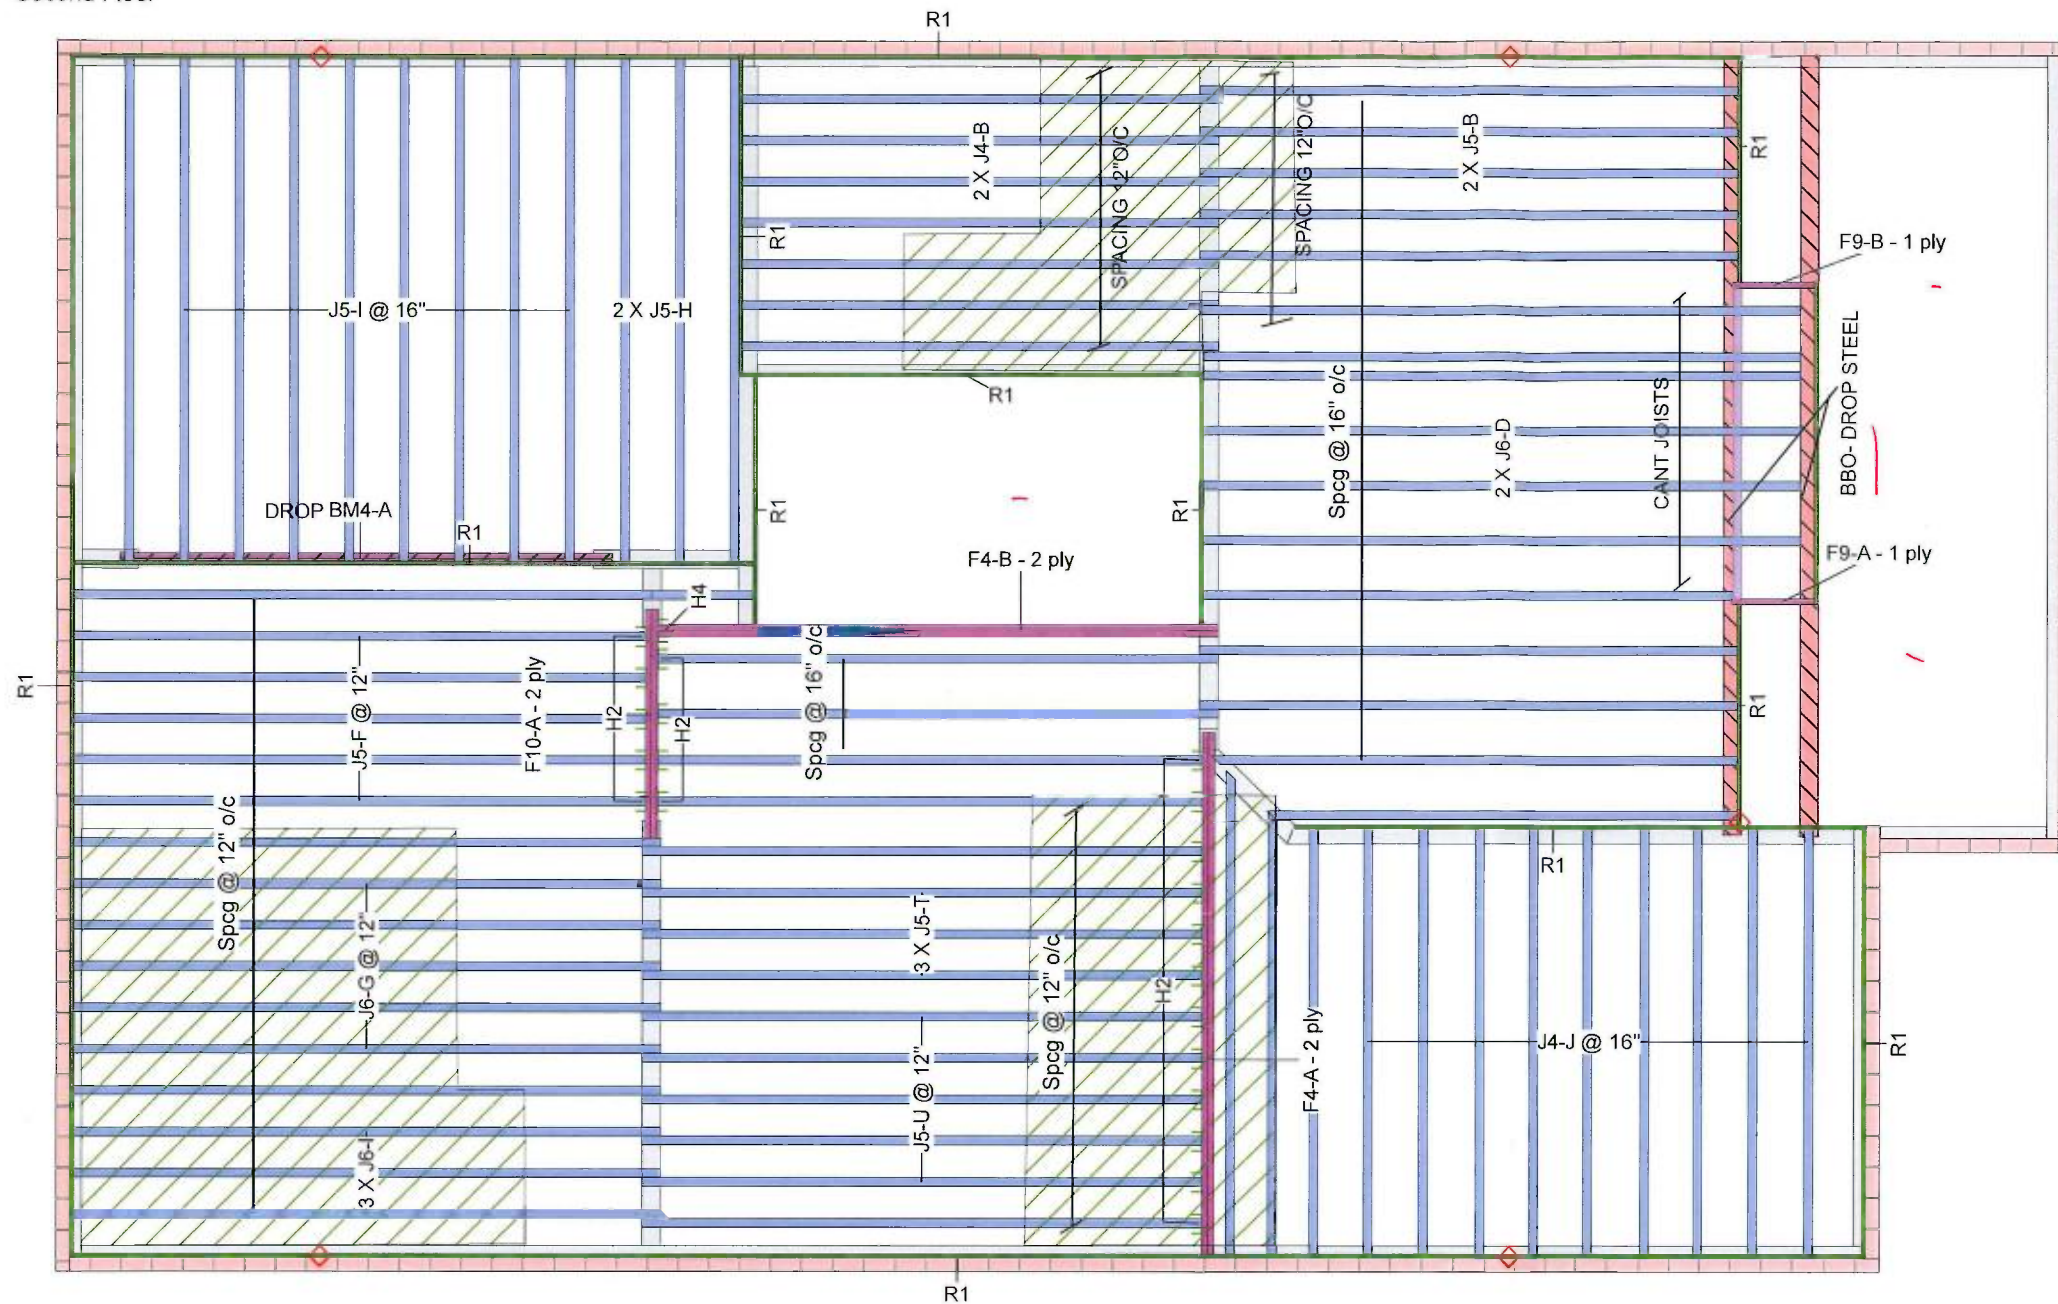 R1
2 X J4-B
SPACING 12"O/C
SPACING 12"O/C
2 X J5-B
R1
R1
F9-B - 1 ply
J5-I @ 16"
2 X J5-H
R1
Spcg @ 16" o/c
2 X J6-D
CANT JOISTS
BBO- DROP STEEL
DROP BM4-A
R1
R1
R1
F4-B - 2 ply
F9-A - 1 ply
H4
R1
J5-F @ 12"
F10-A - 2 ply
H2
H2
Spcg @ 16" o/c
R1
Spcg @ 12" o/c
J6-G @ 12"
3 X J5-T
Spcg @ 12" o/c
H2
R1
F4-A - 2 ply
J4-J @ 16"
R1
J5-U @ 12"
3 X J6-I
R1